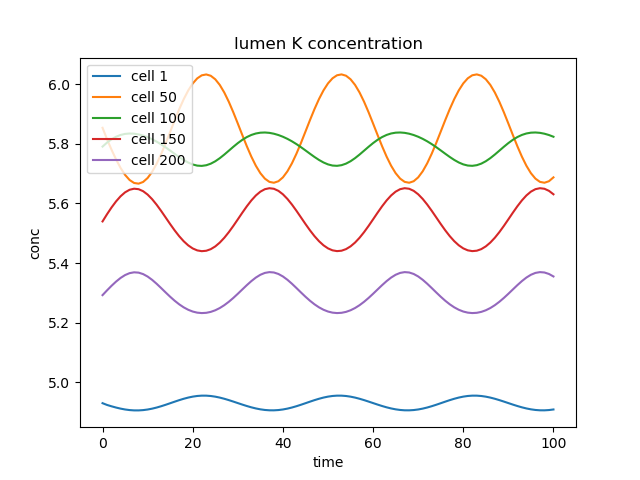 lumen K concentration
cell 1
cell 50
cell 100
cell 150
cell 200
6.0
5.8
5.6
5.4
5.2
5.0
conc
0 20 40 60 80 100
time